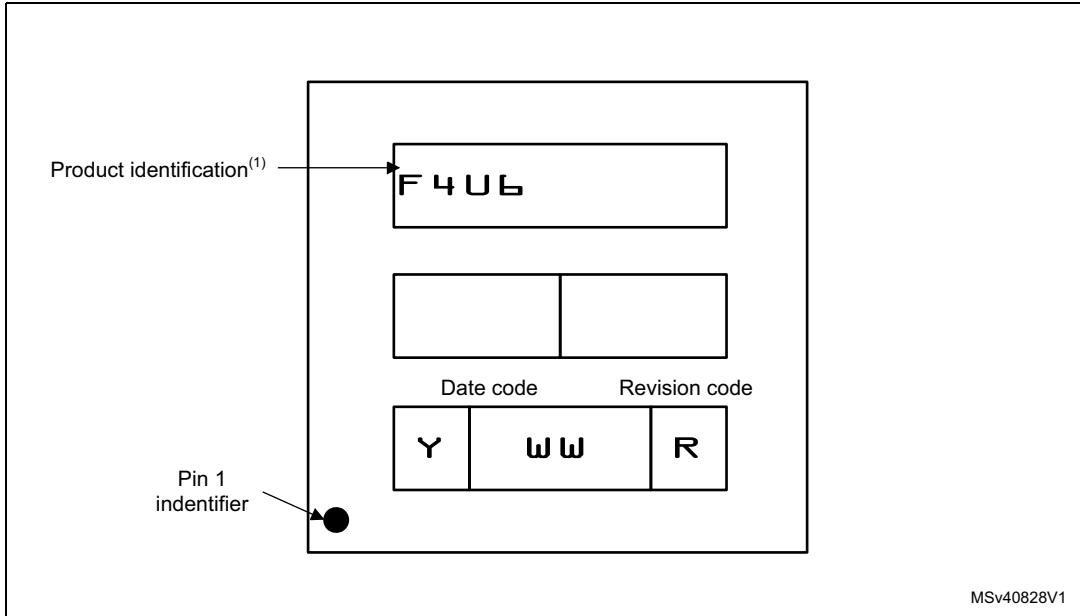 Product identification(1)
F4U6
Date code Revision code
Y WW R
Pin 1
indentifier
MSv40828V1